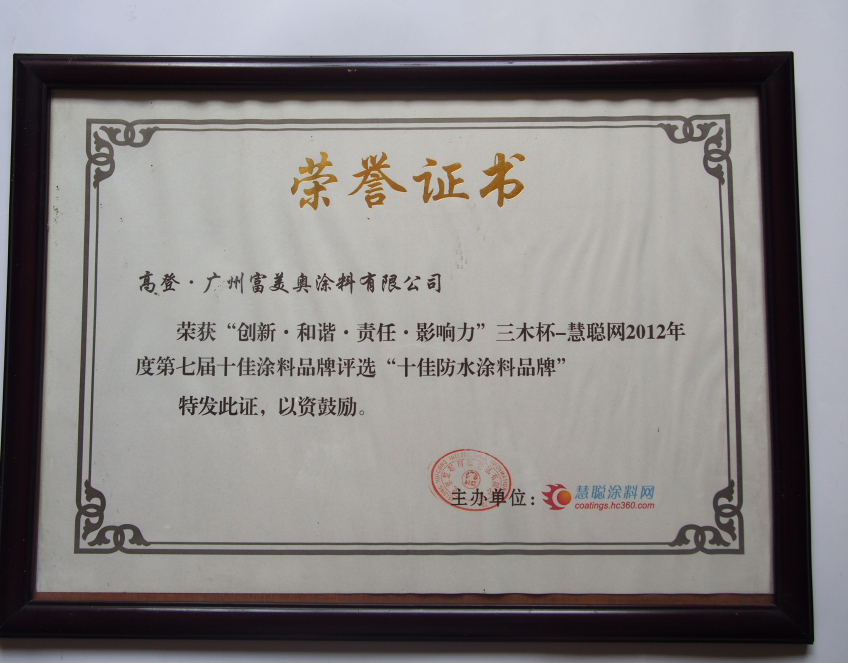 荣誉证书
高登·广州富美奥涂料有限公司
荣获“创新·和谐·责任·影响力”三木杯-慧聪网2012年
度第七届十佳涂料品牌评选“十佳防水涂料品牌”
特发此证，以资鼓励。
主办单位：慧聪涂料网
coatings.hc360.com